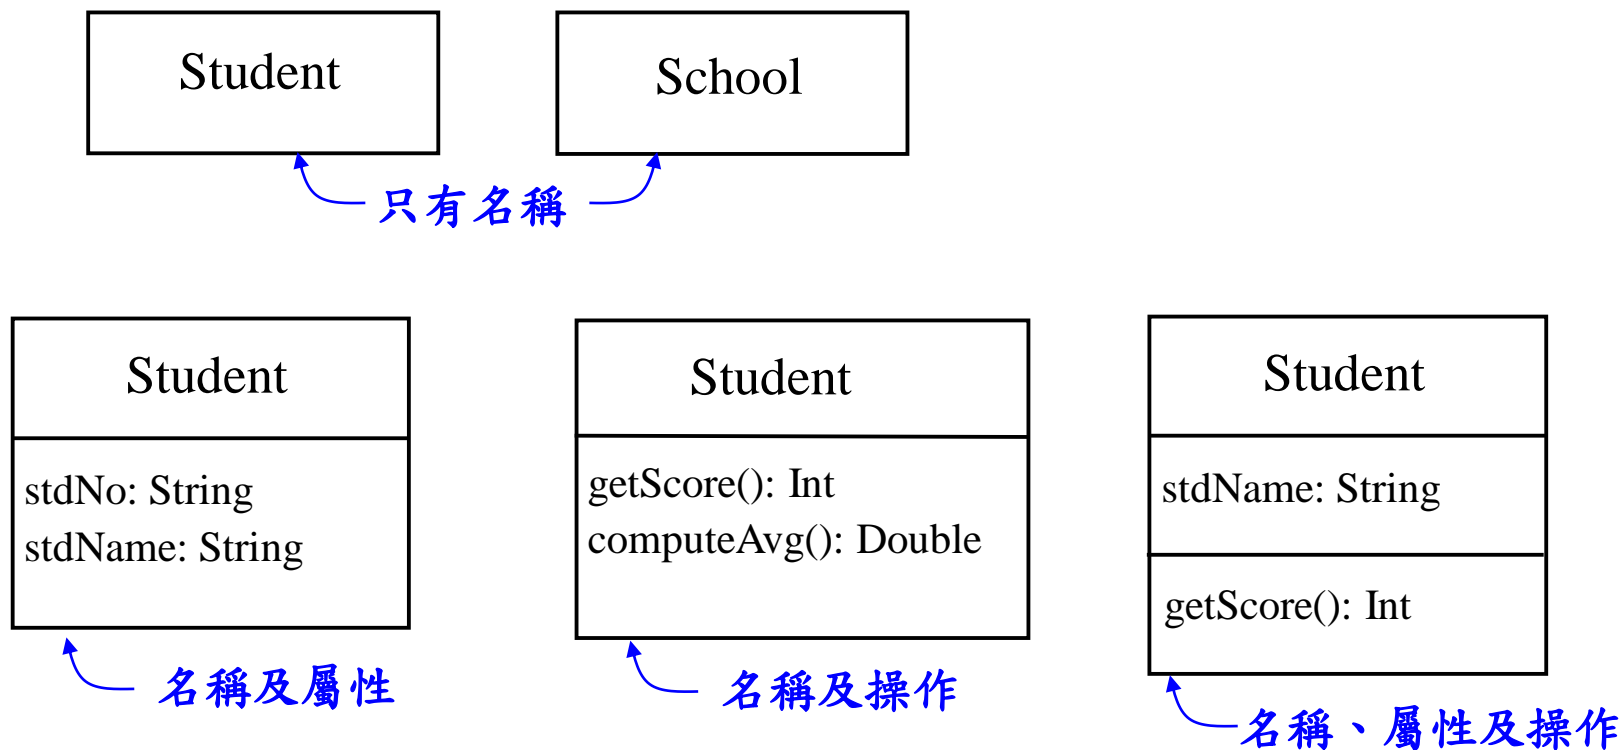 Student
School
只有名稱
Student
stdNo: String
stdName: String
名稱及屬性
Student
getScore(): Int
computeAvg(): Double
名稱及操作
Student
stdName: String
getScore(): Int
名稱、屬性及操作